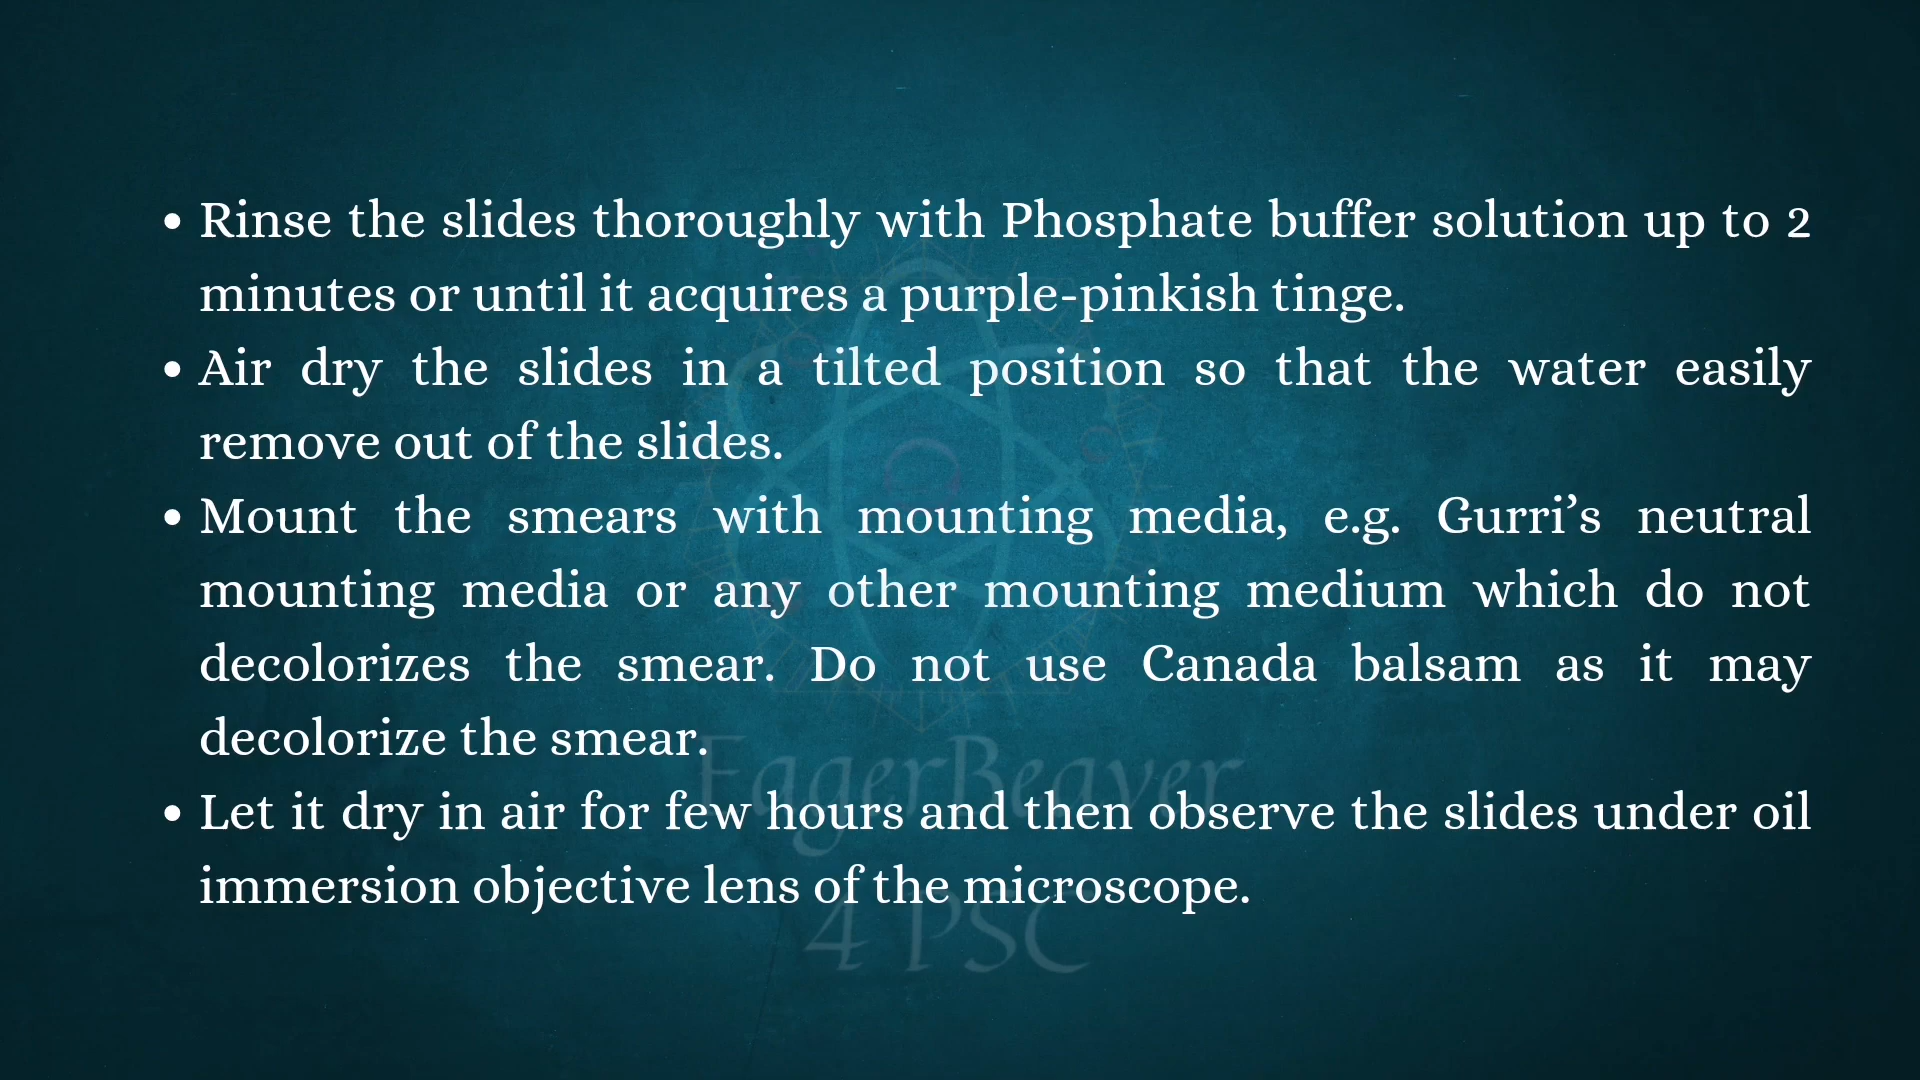 • Rinse the slides thoroughly with Phosphate buffer solution up to 2
minutes or until it acquires a purple-pinkish tinge.
• Air dry the slides in a tilted position so that the water easily
remove out of the slides.
• Mount the smears with mounting media, e.g. Gurri’s neutral
mounting media or any other mounting medium which do not
decolorizes the smear. Do not use Canada balsam as it may
decolorize the smear.
EagerBeaver
• Let it dry in air for few hours and then observe the slides under oil
immersion objective lens of the microscope.
4 PSC